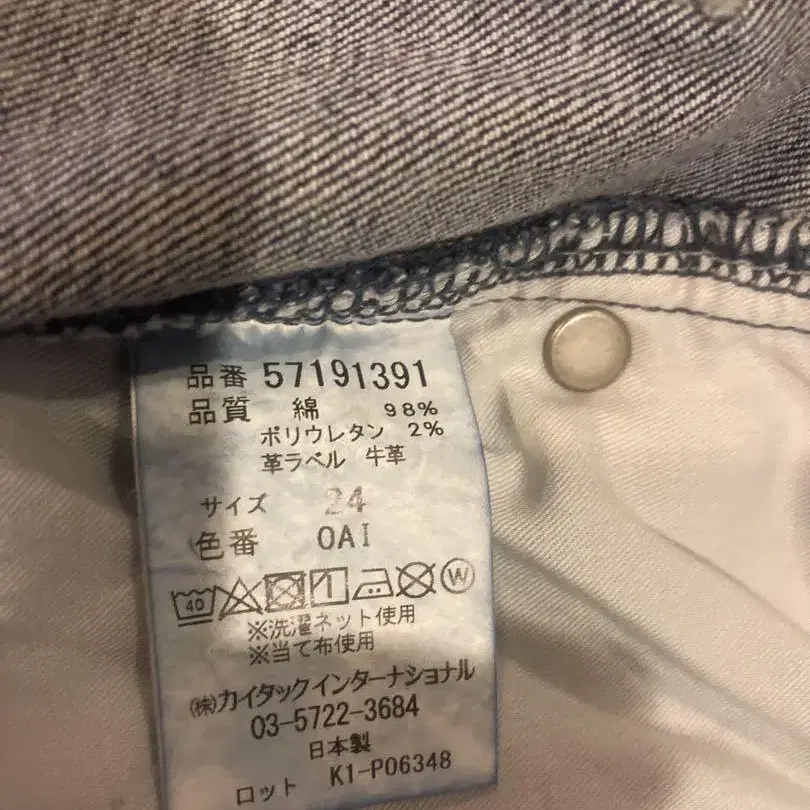 品番 57191391
品質 綿 98%
ポリウレタン 2%
革ラベル 牛革
サイズ 24
色番 OAI
40 W
※洗濯ネット使用
※当て布使用
㈱カイタックインターナショナル
03-5722-3684
日本製
ロット K1-P06348